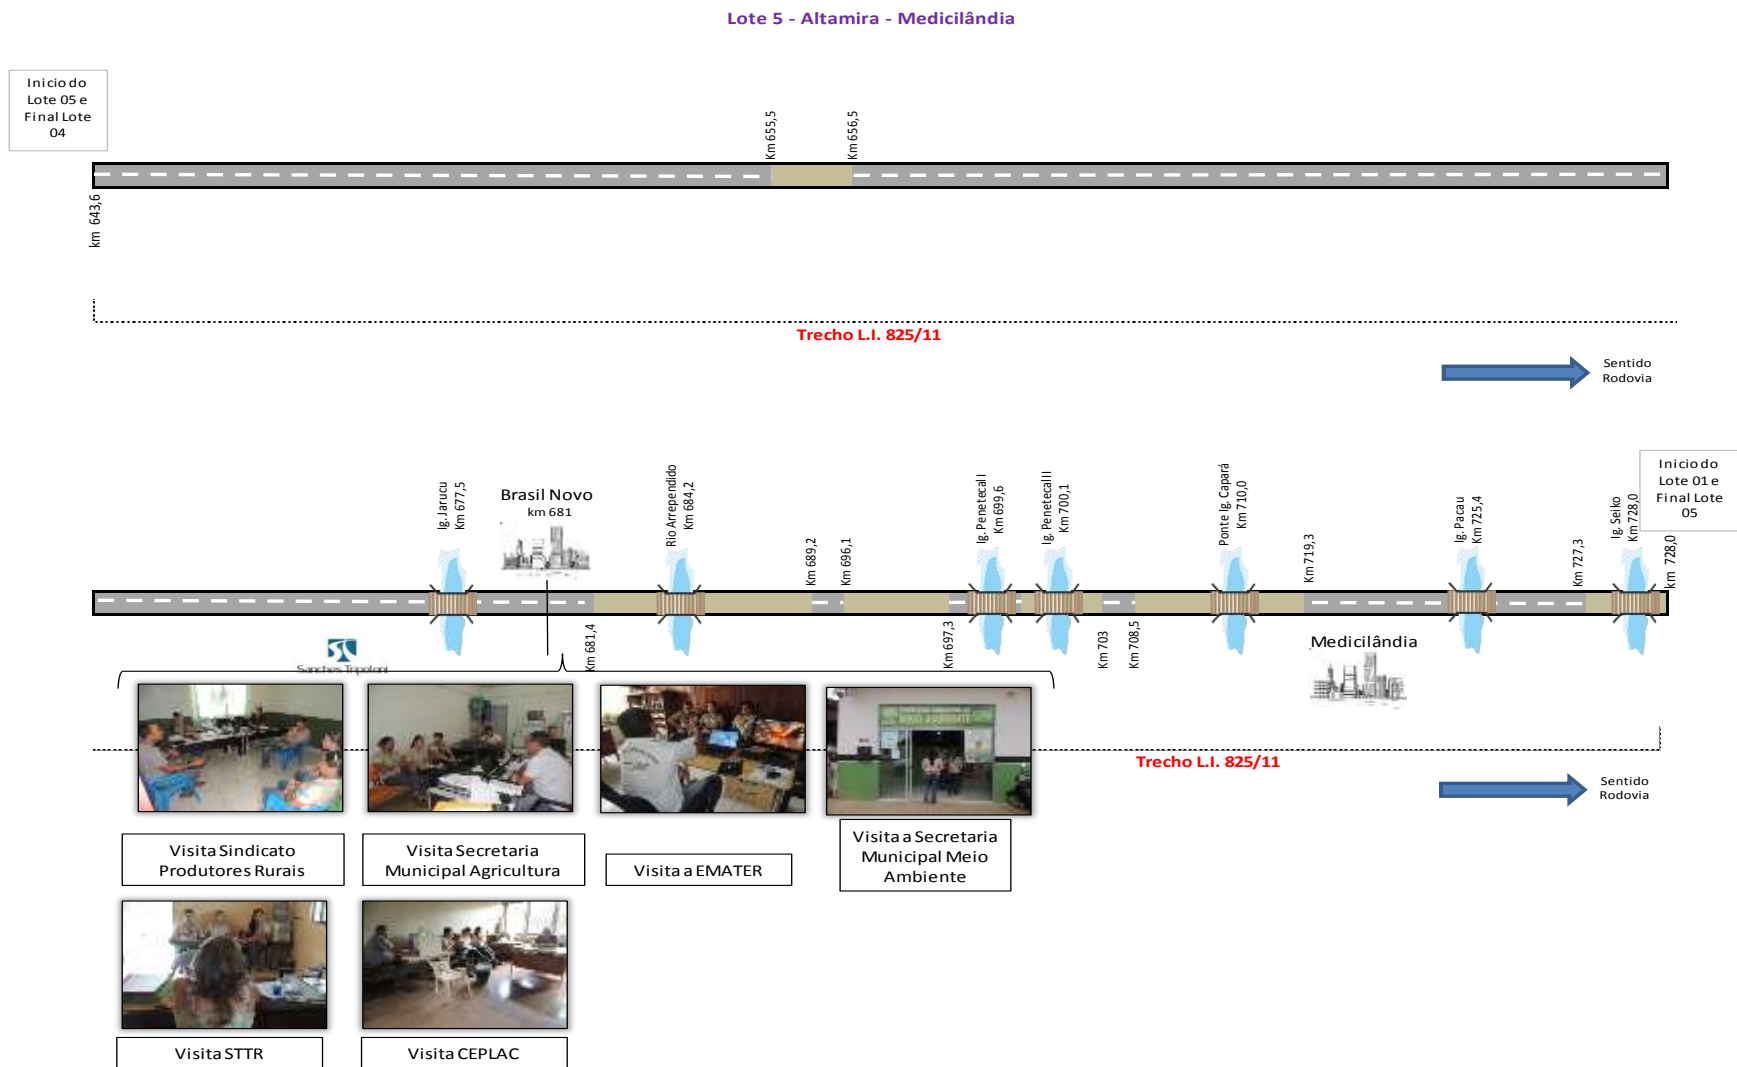 Lote 5 - Altamira - Medicilândia
Inicio do
Lote 05 e
Final Lote
04
Km 655,5
Km 656,5
km 643,6
Trecho L.I. 825/11
Sentido
Rodovia
Inicio do
Lote 01 e
Final Lote
05
Ig. Jarucu
Km 677,5
Brasil Novo
km 681
Rio Arrependido
Km 684,2
Km 689,2
Km 696,1
Ig. Penetecal I
Km 699,6
Ig. Penetecal II
Km 700,1
Ponte Ig. Capará
Km 710,0
Km 719,3
Ig. Pacau
Km 725,4
Km 727,3
Ig. Seiko
Km 728,0
km 728,0
Km 681,4
Km 697,3
Km 703
Km 708,5
Sanches Tripoloni
Medicilândia
MEIO AMBIENTE
Trecho L.I. 825/11
Sentido
Rodovia
Visita Sindicato
Produtores Rurais
Visita Secretaria
Municipal Agricultura
Visita a EMATER
Visita a Secretaria
Municipal Meio
Ambiente
Visita STTR
Visita CEPLAC